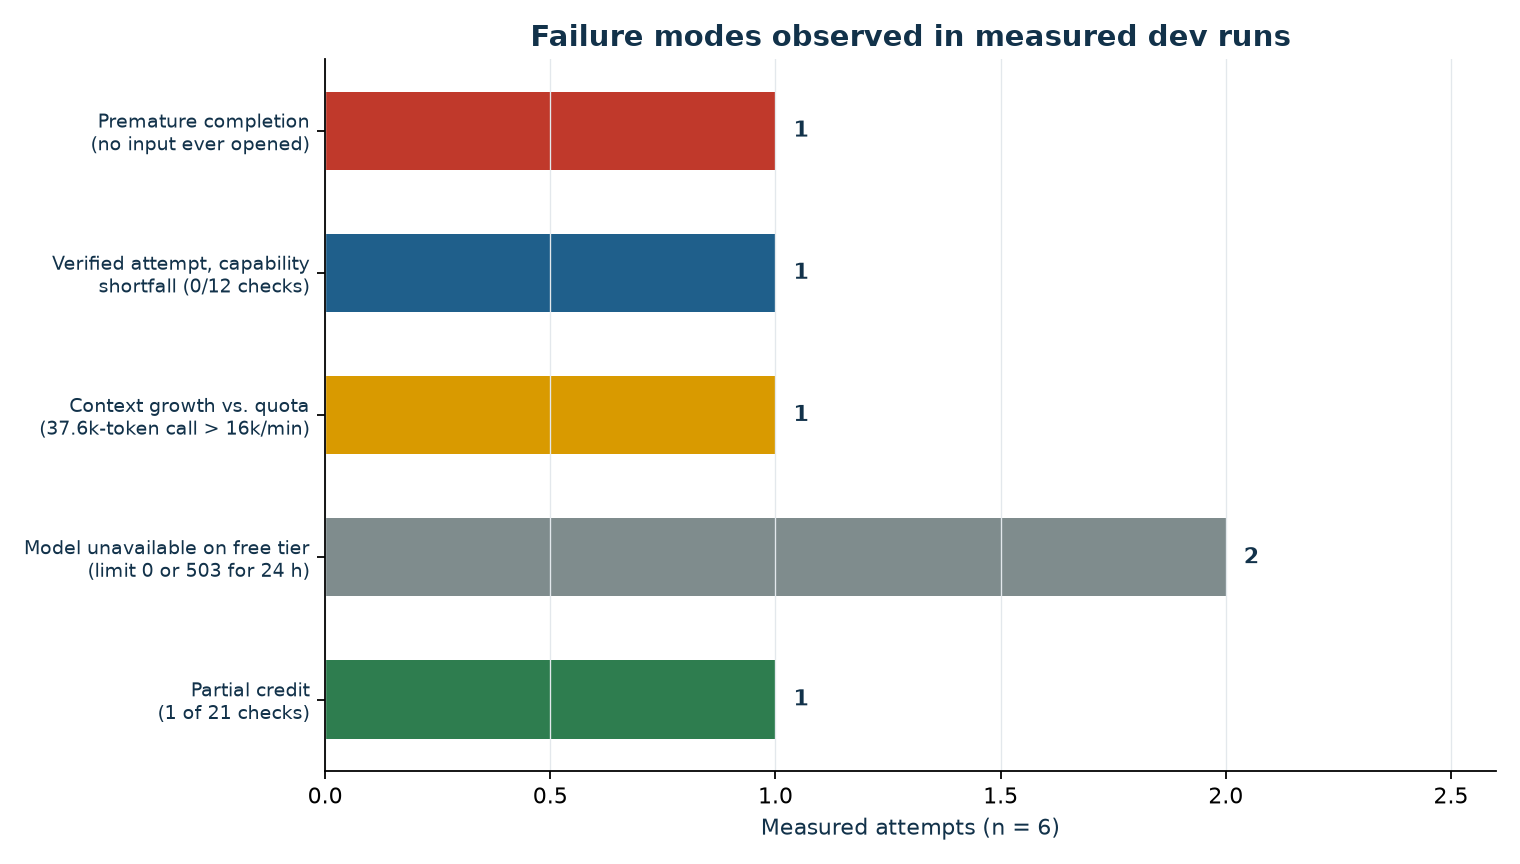 Failure modes observed in measured dev runs
Premature completion
(no input ever opened)
1
Verified attempt, capability
shortfall (0/12 checks)
1
Context growth vs. quota
(37.6k-token call > 16k/min)
1
Model unavailable on free tier
(limit 0 or 503 for 24 h)
2
Partial credit
(1 of 21 checks)
1
0.0 0.5 1.0 1.5 2.0 2.5
Measured attempts (n = 6)